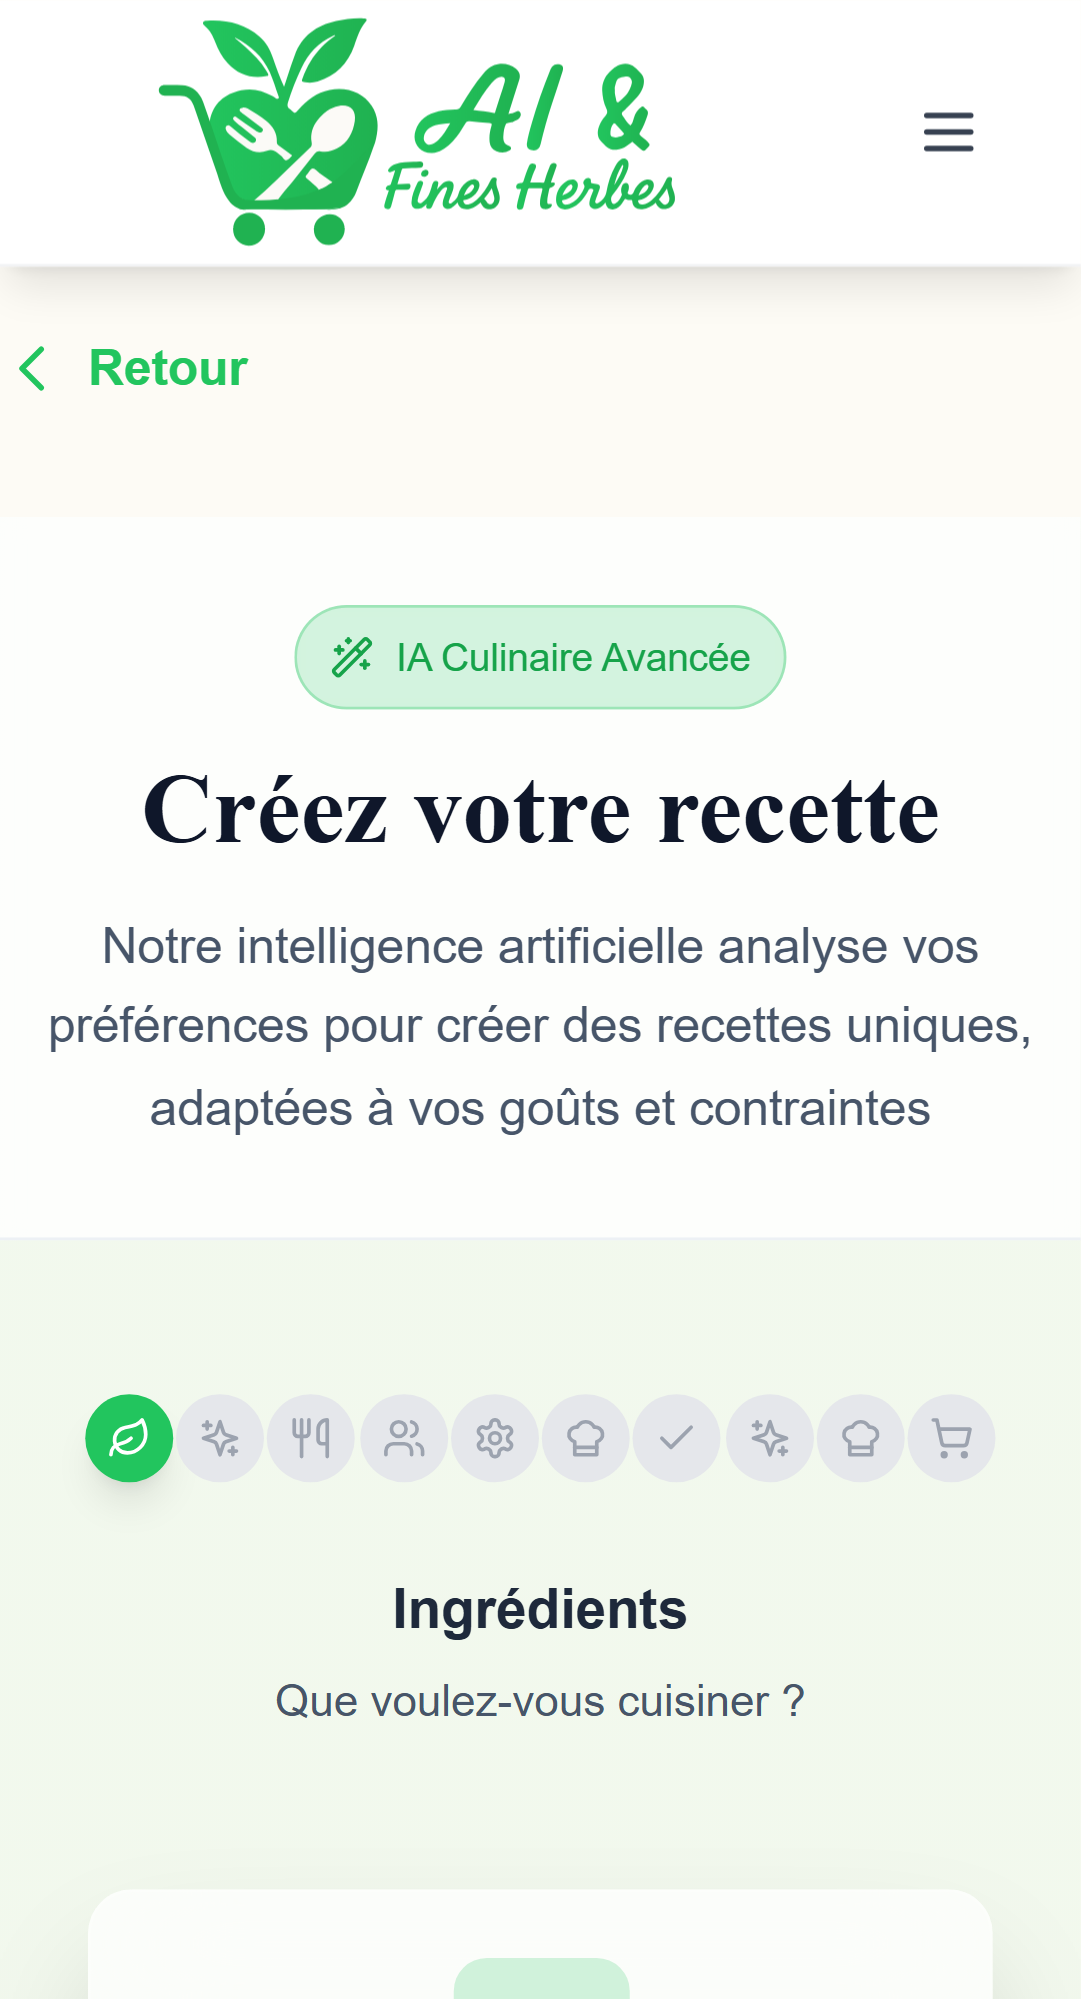 AI &
Fines Herbes
Retour
IA Culinaire Avancée
Créez votre recette
Notre intelligence artificielle analyse vos
préférences pour créer des recettes uniques,
adaptées à vos goûts et contraintes
Ingrédients
Que voulez-vous cuisiner ?